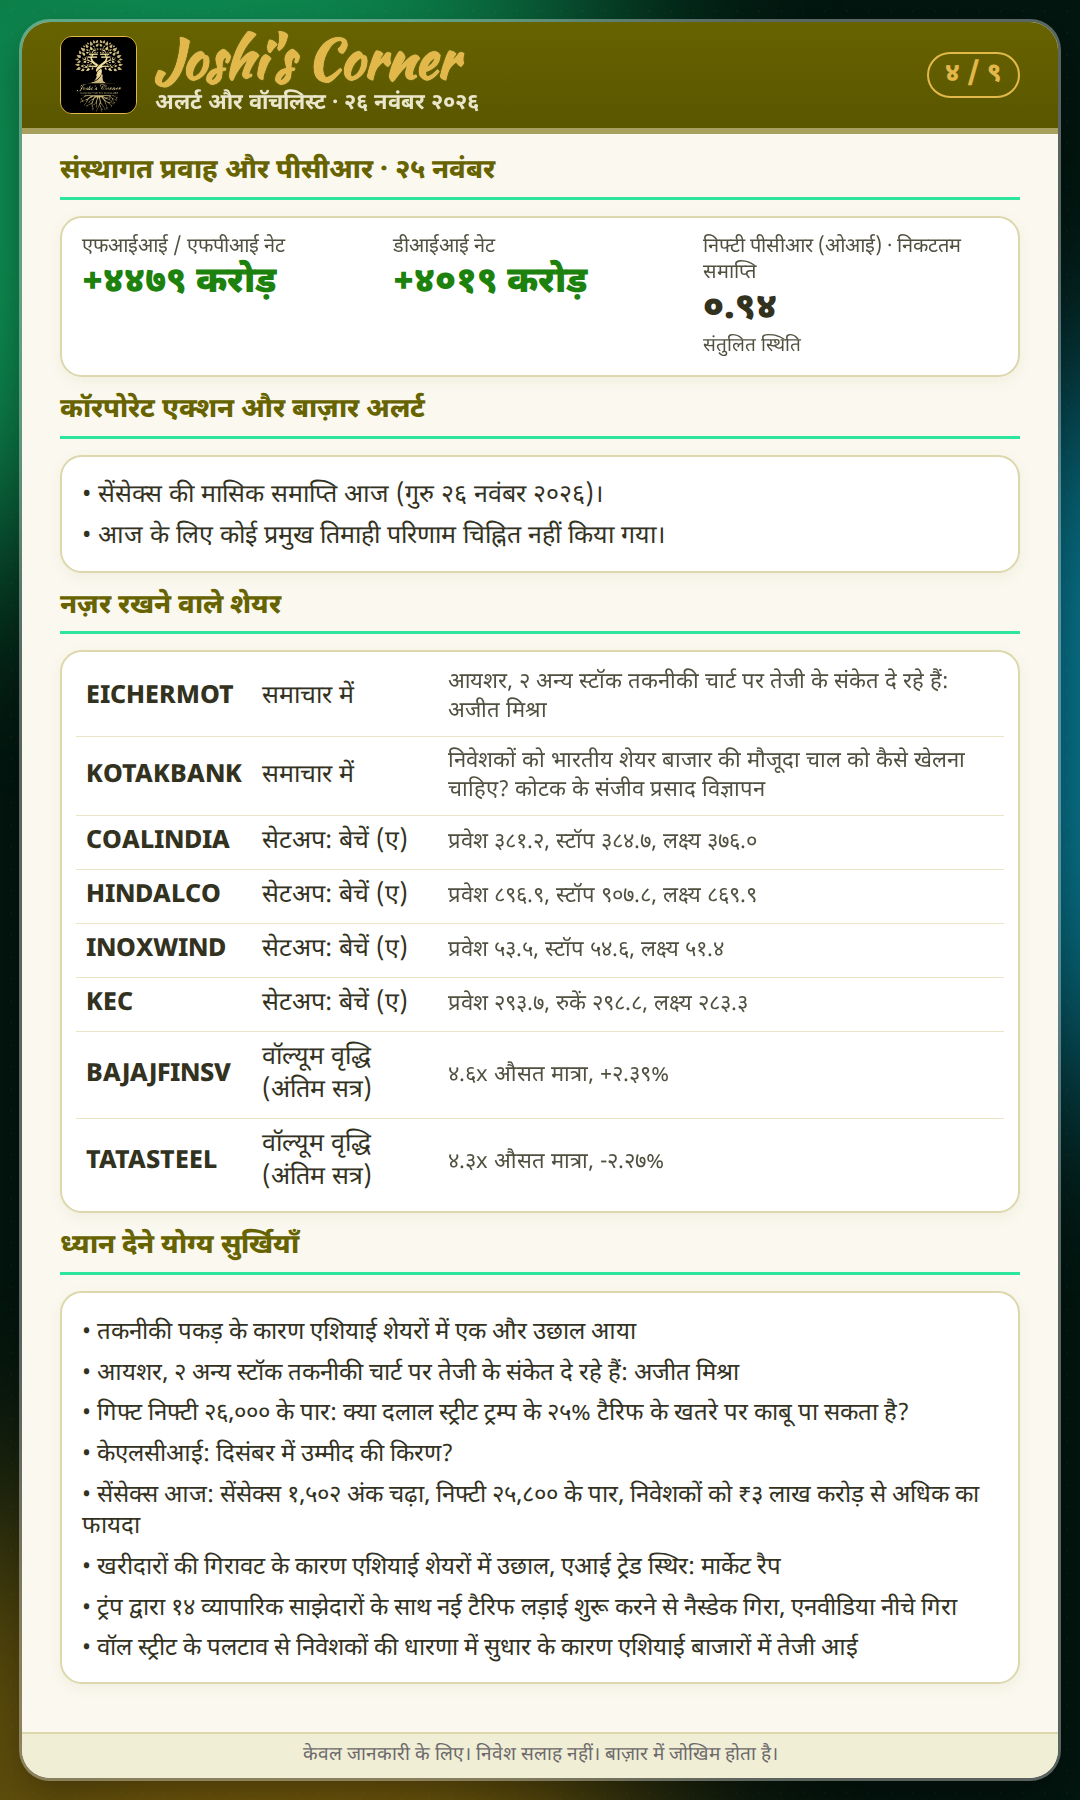 Joshi's Corner
Joshi's Corner
अलर्ट और वॉचलिस्ट · २६ नवंबर २०२६
४ / ९
संस्थागत प्रवाह और पीसीआर · २५ नवंबर
एफआईआई / एफपीआई नेट
+४४७९ करोड़
डीआईआई नेट
+४०१९ करोड़
निफ्टी पीसीआर (ओआई) · निकटतम
समाप्ति
०.९४
संतुलित स्थिति
कॉरपोरेट एक्शन और बाज़ार अलर्ट
• सेंसेक्स की मासिक समाप्ति आज (गुरु २६ नवंबर २०२६)।
• आज के लिए कोई प्रमुख तिमाही परिणाम चिह्नित नहीं किया गया।
नज़र रखने वाले शेयर
EICHERMOT समाचार में आयशर, २ अन्य स्टॉक तकनीकी चार्ट पर तेजी के संकेत दे रहे हैं:
अजीत मिश्रा
KOTAKBANK समाचार में निवेशकों को भारतीय शेयर बाजार की मौजूदा चाल को कैसे खेलना
चाहिए? कोटक के संजीव प्रसाद विज्ञापन
COALINDIA सेटअप: बेचें (ए) प्रवेश ३८१.२, स्टॉप ३८४.७, लक्ष्य ३७६.०
HINDALCO सेटअप: बेचें (ए) प्रवेश ८९६.९, स्टॉप ९०७.८, लक्ष्य ८६९.९
INOXWIND सेटअप: बेचें (ए) प्रवेश ५३.५, स्टॉप ५४.६, लक्ष्य ५१.४
KEC सेटअप: बेचें (ए) प्रवेश २९३.७, रुकें २९८.८, लक्ष्य २८३.३
BAJAJFINSV वॉल्यूम वृद्धि
(अंतिम सत्र) ४.६x औसत मात्रा, +२.३९%
TATASTEEL वॉल्यूम वृद्धि
(अंतिम सत्र) ४.३x औसत मात्रा, -२.२७%
ध्यान देने योग्य सुर्खियाँ
• तकनीकी पकड़ के कारण एशियाई शेयरों में एक और उछाल आया
• आयशर, २ अन्य स्टॉक तकनीकी चार्ट पर तेजी के संकेत दे रहे हैं: अजीत मिश्रा
• गिफ्ट निफ्टी २६,००० के पार: क्या दलाल स्ट्रीट ट्रम्प के २५% टैरिफ के खतरे पर काबू पा सकता है?
• केएलसीआई: दिसंबर में उम्मीद की किरण?
• सेंसेक्स आज: सेंसेक्स १,५०२ अंक चढ़ा, निफ्टी २५,८०० के पार, निवेशकों को ₹३ लाख करोड़ से अधिक का
फायदा
• खरीदारों की गिरावट के कारण एशियाई शेयरों में उछाल, एआई ट्रेड स्थिर: मार्केट रैप
• ट्रंप द्वारा १४ व्यापारिक साझेदारों के साथ नई टैरिफ लड़ाई शुरू करने से नैस्डेक गिरा, एनवीडिया नीचे गिरा
• वॉल स्ट्रीट के पलटाव से निवेशकों की धारणा में सुधार के कारण एशियाई बाजारों में तेजी आई
केवल जानकारी के लिए। निवेश सलाह नहीं। बाज़ार में जोखिम होता है।